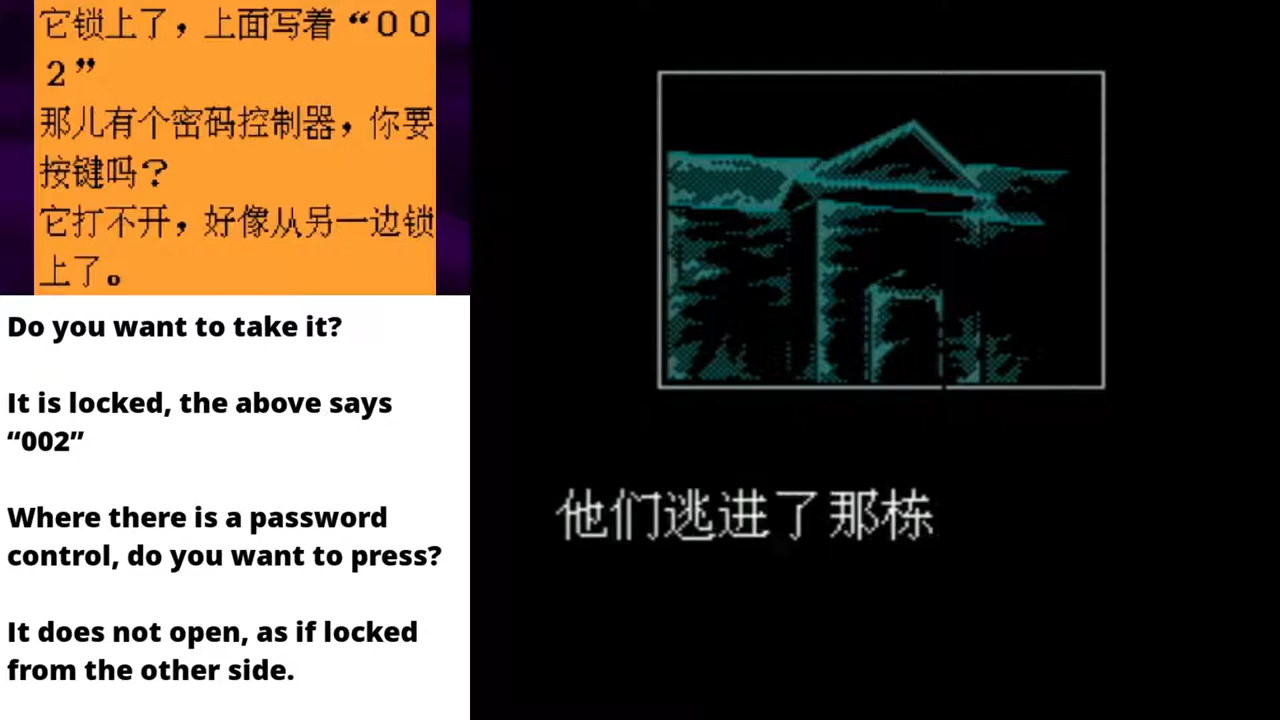 它锁上了，上面写着“００
２”
那儿有个密码控制器，你要
按键吗？
它打不开，好像从另一边锁
上了。
Do you want to take it?
It is locked, the above says
“002”
Where there is a password
control, do you want to press?
It does not open, as if locked
from the other side.
他们逃进了那栋